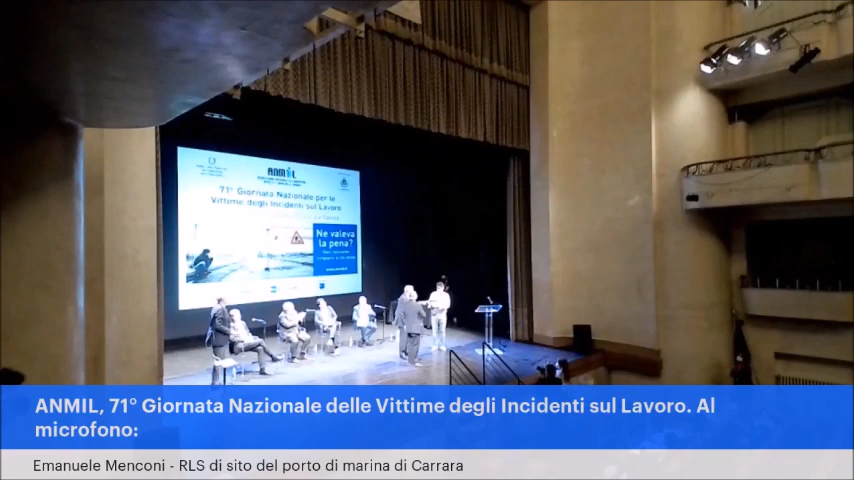 ANMIL
71° Giornata Nazionale per le
Vittime degli Incidenti sul Lavoro
Ne valeva
la pena?
ANMIL, 71° Giornata Nazionale delle Vittime degli Incidenti sul Lavoro. Al
microfono:
Emanuele Menconi - RLS di sito del porto di marina di Carrara